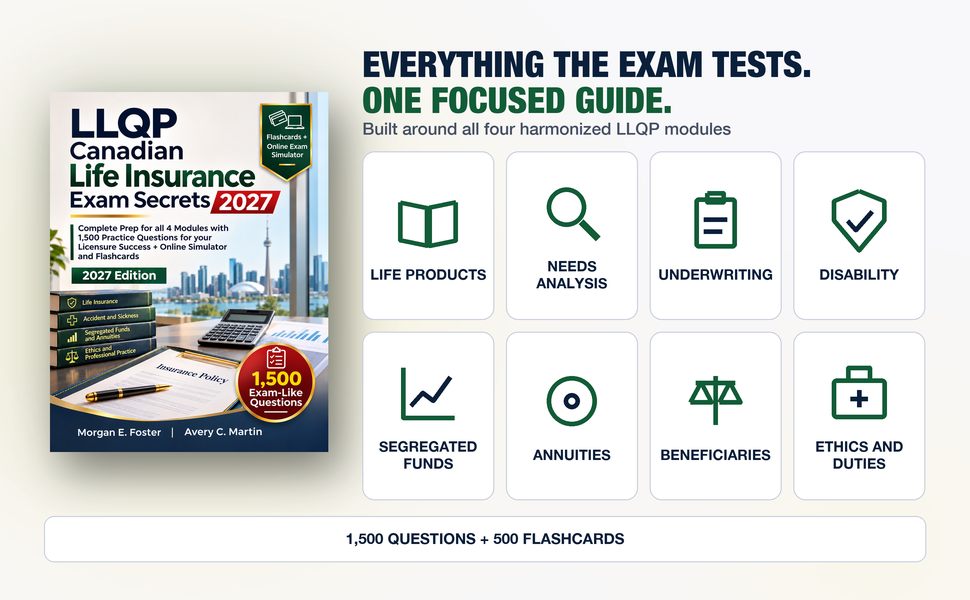 EVERYTHING THE EXAM TESTS.
ONE FOCUSED GUIDE.
Built around all four harmonized LLQP modules
LLQP
Canadian
Life Insurance
Exam Secrets 2027
Flashcards +
Online Exam
Simulator
Complete Prep for all 4 Modules with
1,500 Practice Questions for your
Licensure Success + Online Simulator
and Flashcards
2027 Edition
Life Insurance
Accident and Sickness
Segregated Funds
and Annuities
Ethics and
Professional Practice
Insurance Policy
1,500
Exam-Like
Questions
Morgan E. Foster | Avery C. Martin
LIFE PRODUCTS
NEEDS
ANALYSIS
UNDERWRITING
DISABILITY
SEGREGATED
FUNDS
ANNUITIES
BENEFICIARIES
ETHICS AND
DUTIES
1,500 QUESTIONS + 500 FLASHCARDS